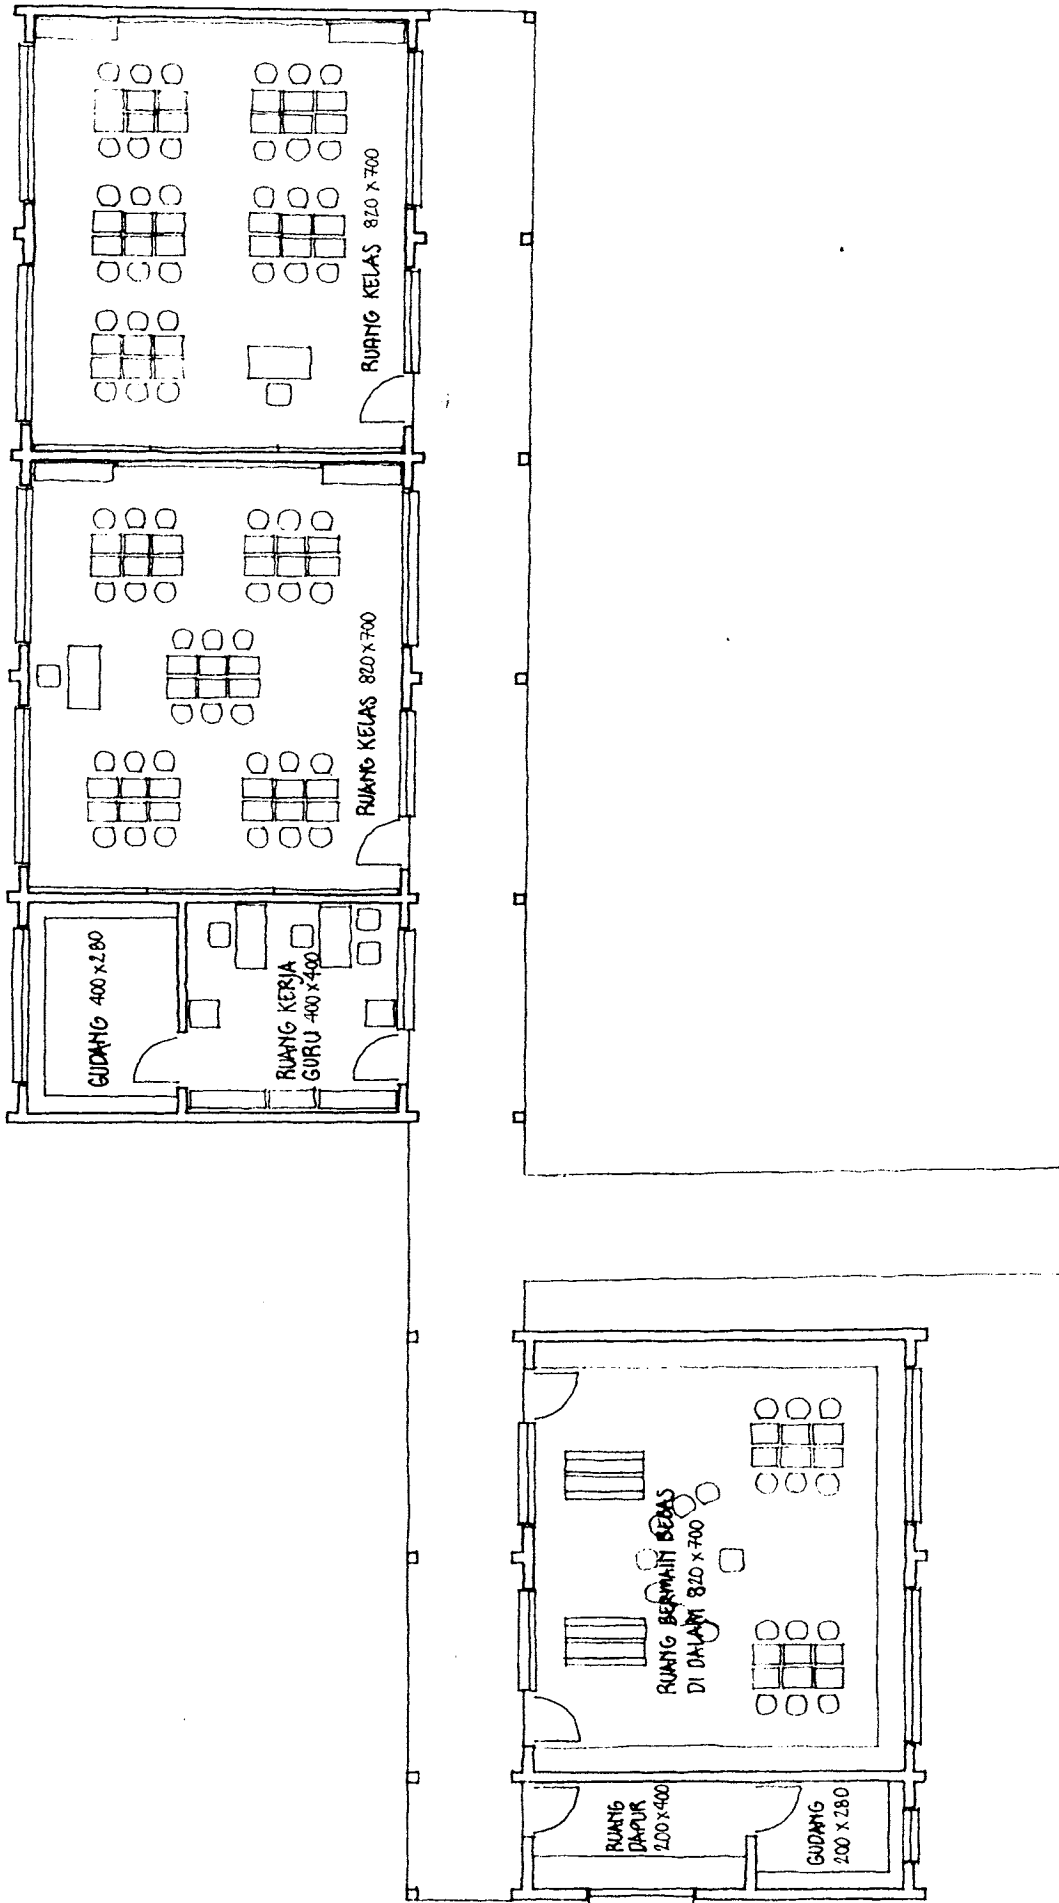 RUANG KELAS 820 x 700
RUANG KELAS 820 x 700
GUDANG 400 x 280
RUANG KERJA
GURU 400 x 400
RUANG BERMAIN BEBAS
DI DALAM 820 x 700
RUANG
DAPUR
200 x 400
GUDANG
200 x 280